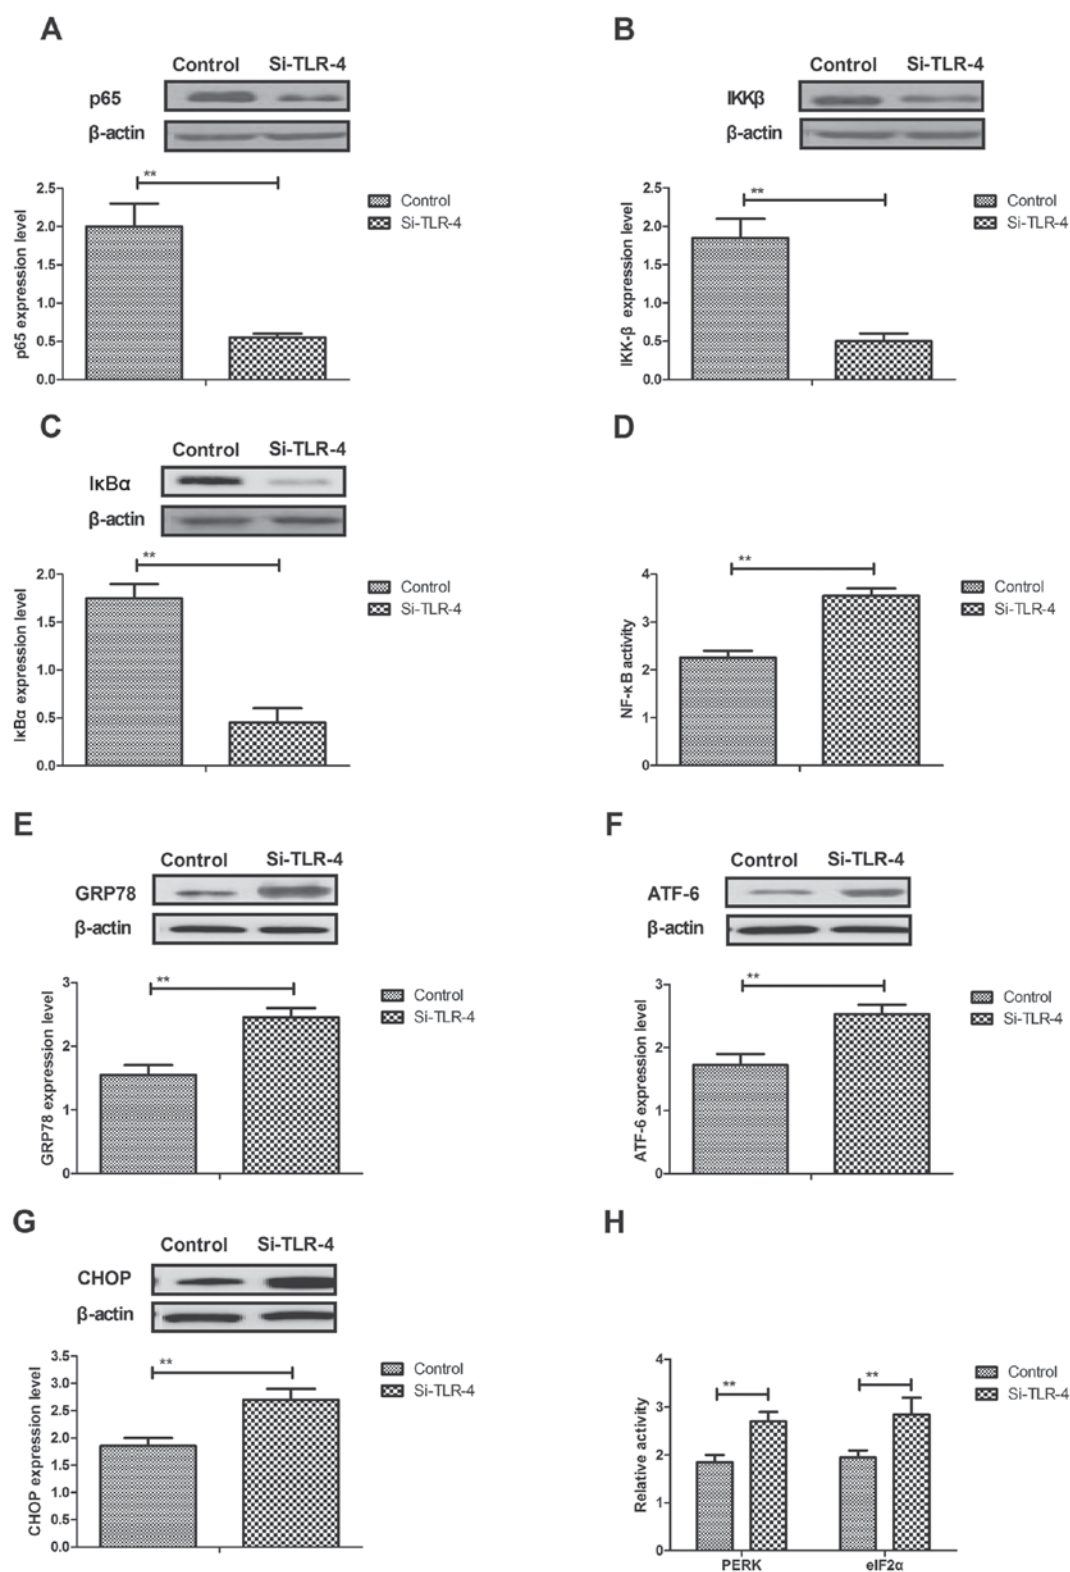 A
Control Si-TLR-4
p65
β-actin
**
2.5
2.0
1.5
1.0
0.5
0.0
p65 expression level
Control
Si-TLR-4
B
Control Si-TLR-4
IKKβ
β-actin
**
2.5
2.0
1.5
1.0
0.5
0.0
IKK-β expression level
Control
Si-TLR-4
C
Control Si-TLR-4
IκBα
β-actin
**
2.0
1.5
1.0
0.5
0.0
IκBα expression level
Control
Si-TLR-4
D
**
4
3
2
1
0
NF-κB activity
Control
Si-TLR-4
E
Control Si-TLR-4
GRP78
β-actin
**
3
2
1
0
GRP78 expression level
Control
Si-TLR-4
F
Control Si-TLR-4
ATF-6
β-actin
**
3
2
1
0
ATF-6 expression level
Control
Si-TLR-4
G
Control Si-TLR-4
CHOP
β-actin
**
3.5
3.0
2.5
2.0
1.5
1.0
0.5
0.0
CHOP expression level
Control
Si-TLR-4
H
** **
4
3
2
1
0
Relative activity
PERK eIF2α
Control
Si-TLR-4